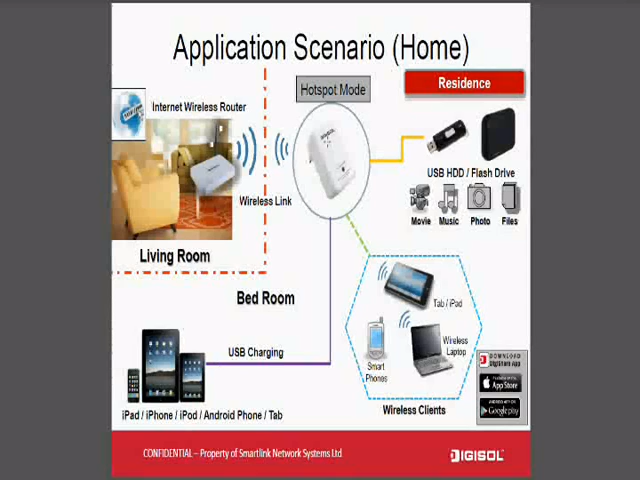 Application Scenario (Home)
Hotspot Mode
Residence
Internet Wireless Router
USB HDD / Flash Drive
Wireless Link
Movie
Music
Photo
Files
Living Room
Bed Room
Tab / iPad
USB Charging
Wireless
Laptop
Smart
Phones
DOWNLOAD
App
App Store
Google play
Wireless Clients
iPad / iPhone / iPod / Android Phone / Tab
CONFIDENTIAL – Property of Smartlink Network Systems Ltd
DIGISOL